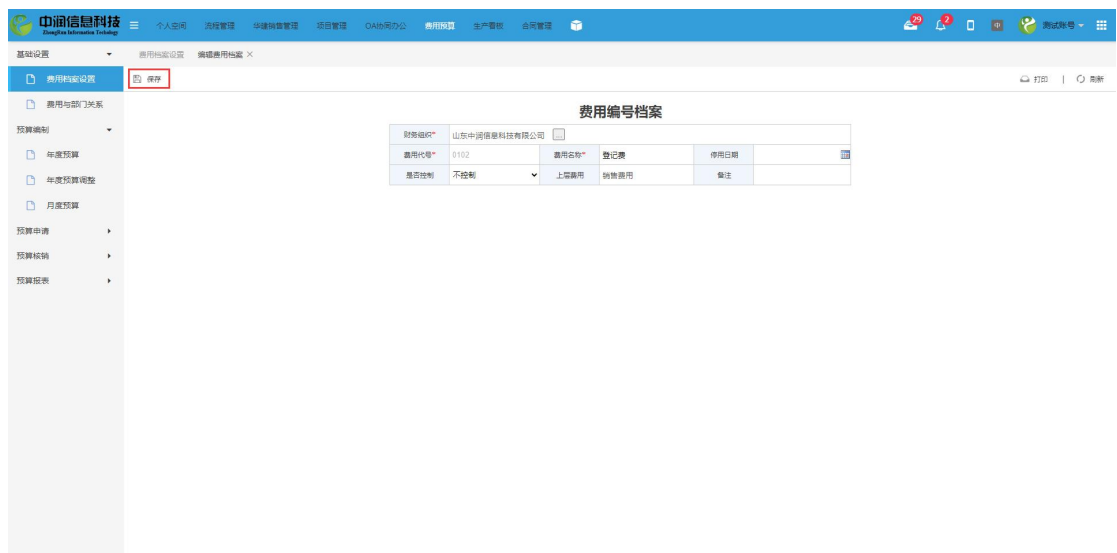 中润信息科技
ZhongRun Information Technology
个人空间 流程管理 华建销售管理 项目管理 OA协同办公 费用预算 生产看板 合同管理
29 2 中 测试账号
基础设置
费用档案设置 编辑费用档案 ×
费用档案设置
保存
打印 | 刷新
费用与部门关系
费用编号档案
预算编制
财务组织* 山东中润信息科技有限公司 ...
年度预算
费用代号* 0102 费用名称* 登记费 停用日期
是否控制 不控制 上层费用 销售费用 备注
年度预算调整
月度预算
预算申请
预算核销
预算报表